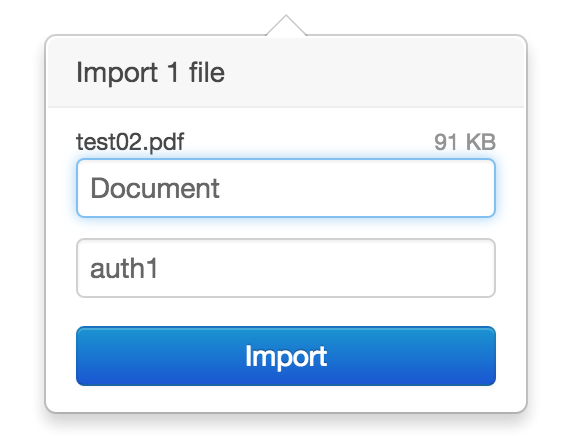 Import 1 file
test02.pdf 91 KB
Document
auth1
Import